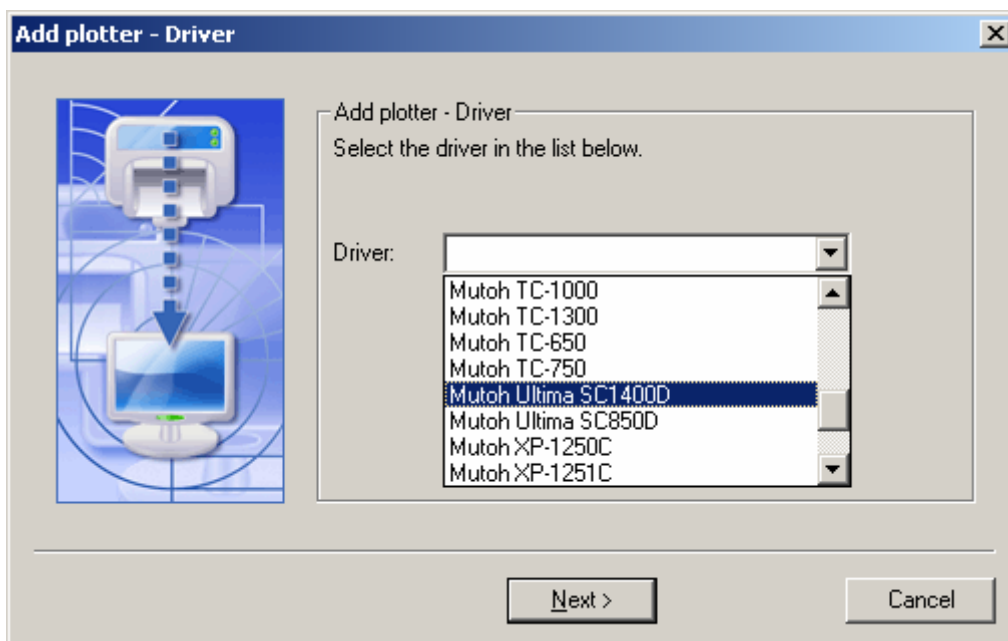 Add plotter - Driver
Add plotter - Driver
Select the driver in the list below.
Driver:
Mutoh TC-1000
Mutoh TC-1300
Mutoh TC-650
Mutoh TC-750
Mutoh Ultima SC1400D
Mutoh Ultima SC850D
Mutoh XP-1250C
Mutoh XP-1251C
Next >
Cancel